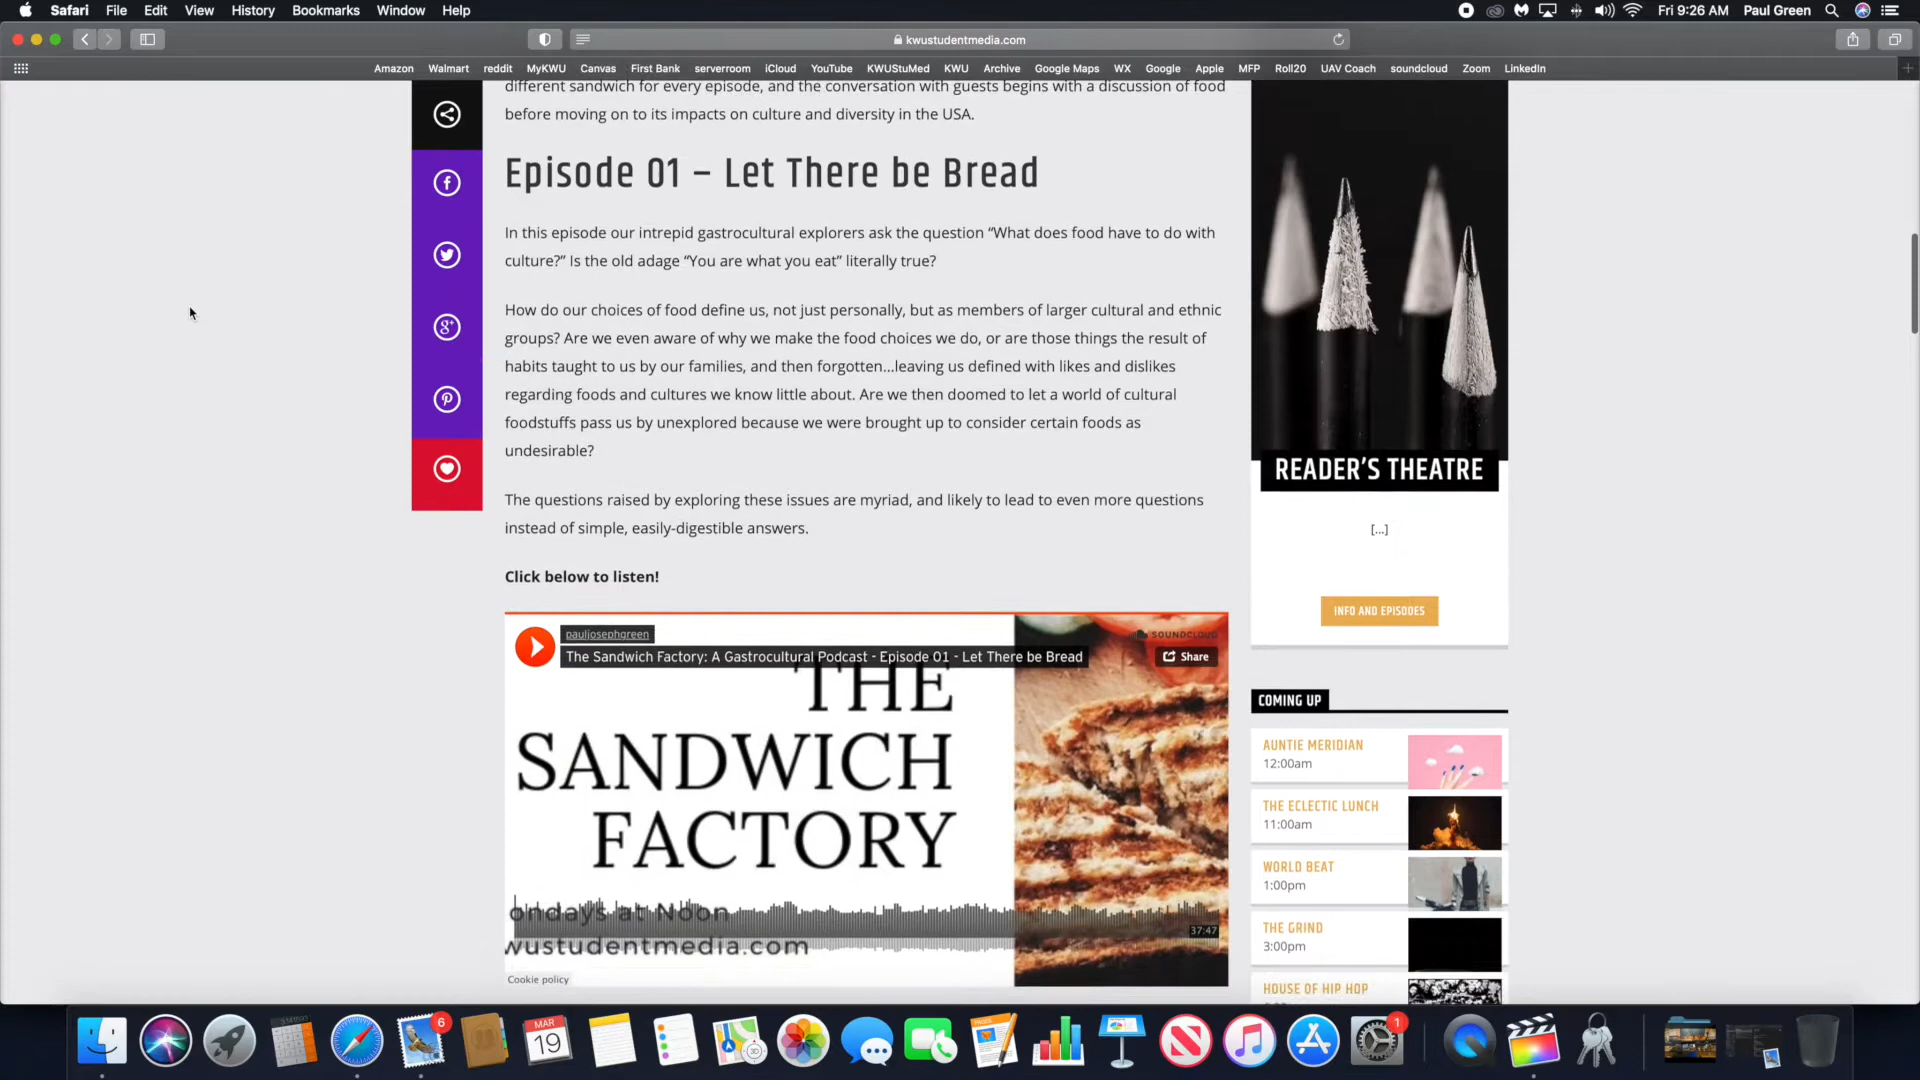 Safari File Edit View History Bookmarks Window Help
Fri 9:26 AM Paul Green
kwustudentmedia.com
Amazon Walmart reddit MyKWU Canvas First Bank serverroom iCloud YouTube KWUStuMed KWU Archive Google Maps WX Google Apple MFP Roll20 UAV Coach soundcloud Zoom LinkedIn
different sandwich for every episode, and the conversation with guests begins with a discussion of food
before moving on to its impacts on culture and diversity in the USA.
Episode 01 – Let There be Bread
In this episode our intrepid gastrocultural explorers ask the question “What does food have to do with
culture?” Is the old adage “You are what you eat” literally true?
How do our choices of food define us, not just personally, but as members of larger cultural and ethnic
groups? Are we even aware of why we make the food choices we do, or are those things the result of
habits taught to us by our families, and then forgotten…leaving us defined with likes and dislikes
regarding foods and cultures we know little about. Are we then doomed to let a world of cultural
foodstuffs pass us by unexplored because we were brought up to consider certain foods as
undesirable?
The questions raised by exploring these issues are myriad, and likely to lead to even more questions
instead of simple, easily-digestible answers.
Click below to listen!
pauljosephgreen
SOUNDCLOUD
The Sandwich Factory: A Gastrocultural Podcast - Episode 01 - Let There be Bread
Share
THE
SANDWICH
FACTORY
ondays at Noon
wustudentmedia.com
37:47
Cookie policy
READER’S THEATRE
[...]
INFO AND EPISODES
COMING UP
AUNTIE MERIDIAN
12:00am
THE ECLECTIC LUNCH
11:00am
WORLD BEAT
1:00pm
THE GRIND
3:00pm
HOUSE OF HIP HOP
6
MAR
19
1